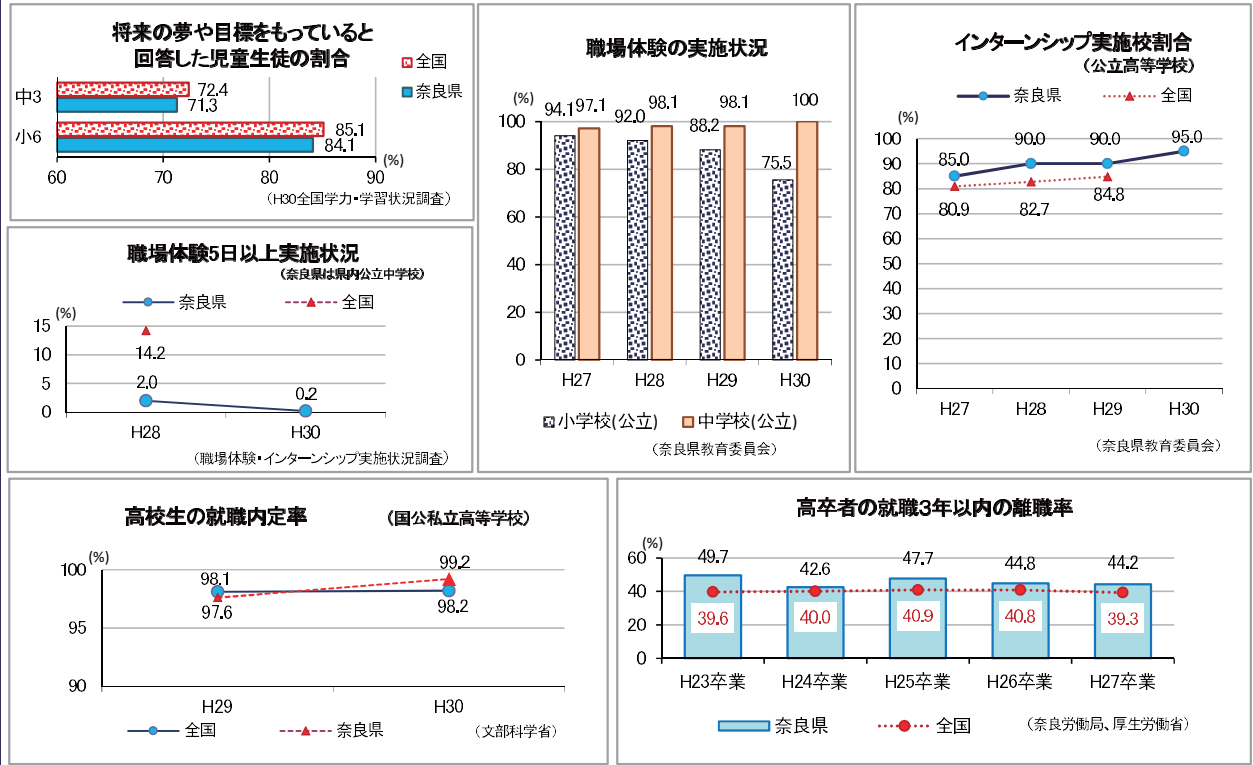 将来の夢や目標をもっていると
回答した児童生徒の割合
全国
奈良県
中3
72.4
71.3
小6
85.1
84.1
(%)
60 70 80 90
(H30全国学力・学習状況調査)
職場体験5日以上実施状況
(奈良県は県内公立中学校)
奈良県 全国
(%)
15
10
5
0
14.2
2.0
0.2
H28 H30
(職場体験・インターンシップ実施状況調査)
職場体験の実施状況
(%)
94.1 97.1 92.0 98.1 88.2 98.1 75.5 100
100
80
60
40
20
0
H27 H28 H29 H30
小学校(公立) 中学校(公立)
(奈良県教育委員会)
インターンシップ実施校割合
(公立高等学校)
奈良県 全国
(%)
100
90
80
70
60
50
40
30
20
10
0
85.0 90.0 90.0 95.0
80.9 82.7 84.8
H27 H28 H29 H30
(奈良県教育委員会)
高校生の就職内定率 (国公私立高等学校)
(%)
100
95
90
98.1 99.2
97.6 98.2
H29 H30
全国 奈良県 (文部科学省)
高卒者の就職3年以内の離職率
(%)
60
40
20
0
49.7 42.6 47.7 44.8 44.2
39.6 40.0 40.9 40.8 39.3
H23卒業 H24卒業 H25卒業 H26卒業 H27卒業
奈良県 全国 (奈良労働局、厚生労働省)